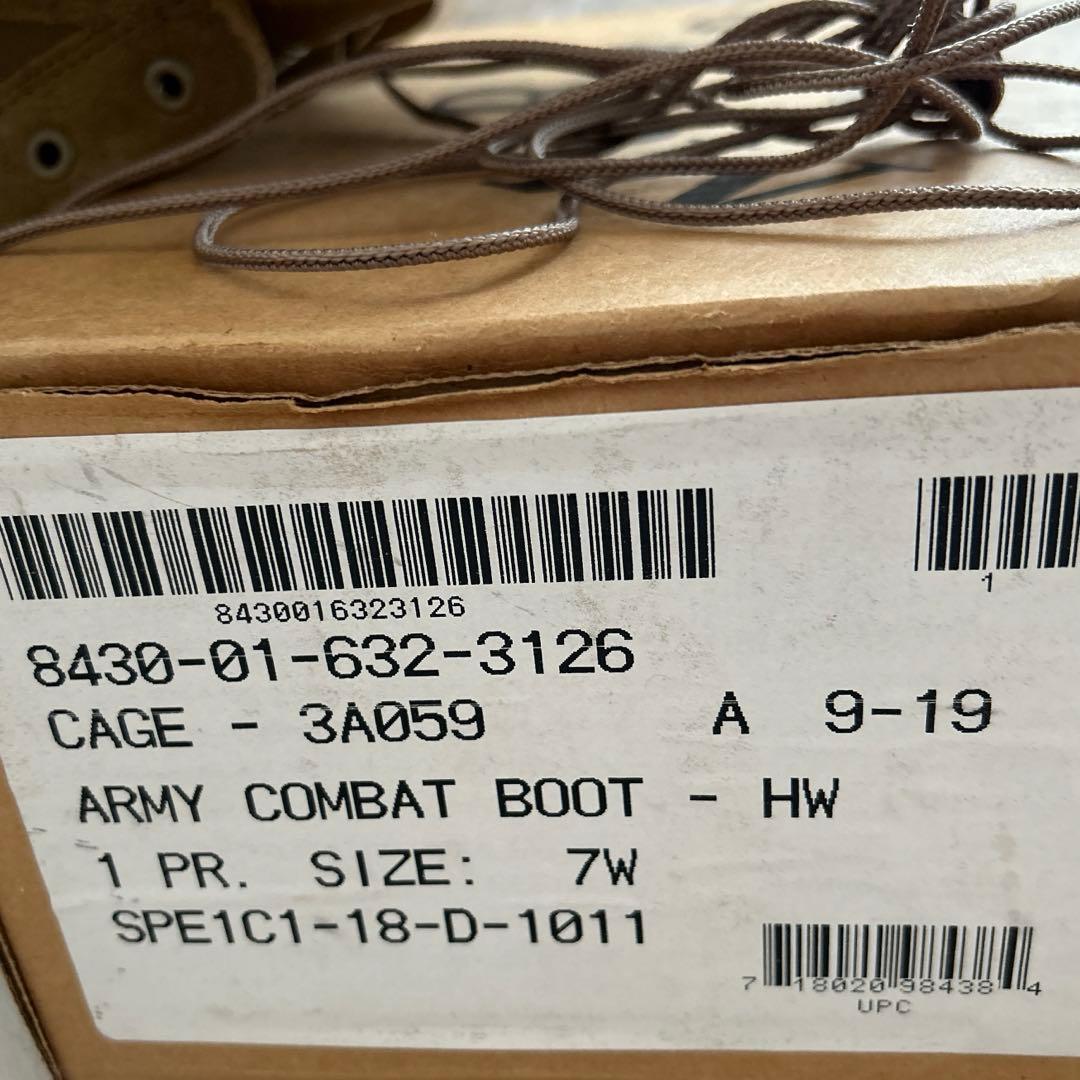 8430016323126
1
8430-01-632-3126
CAGE - 3A059 A 9-19
ARMY COMBAT BOOT - HW
1 PR. SIZE: 7W
SPE1C1-18-D-1011
7 18020 98438 4
UPC